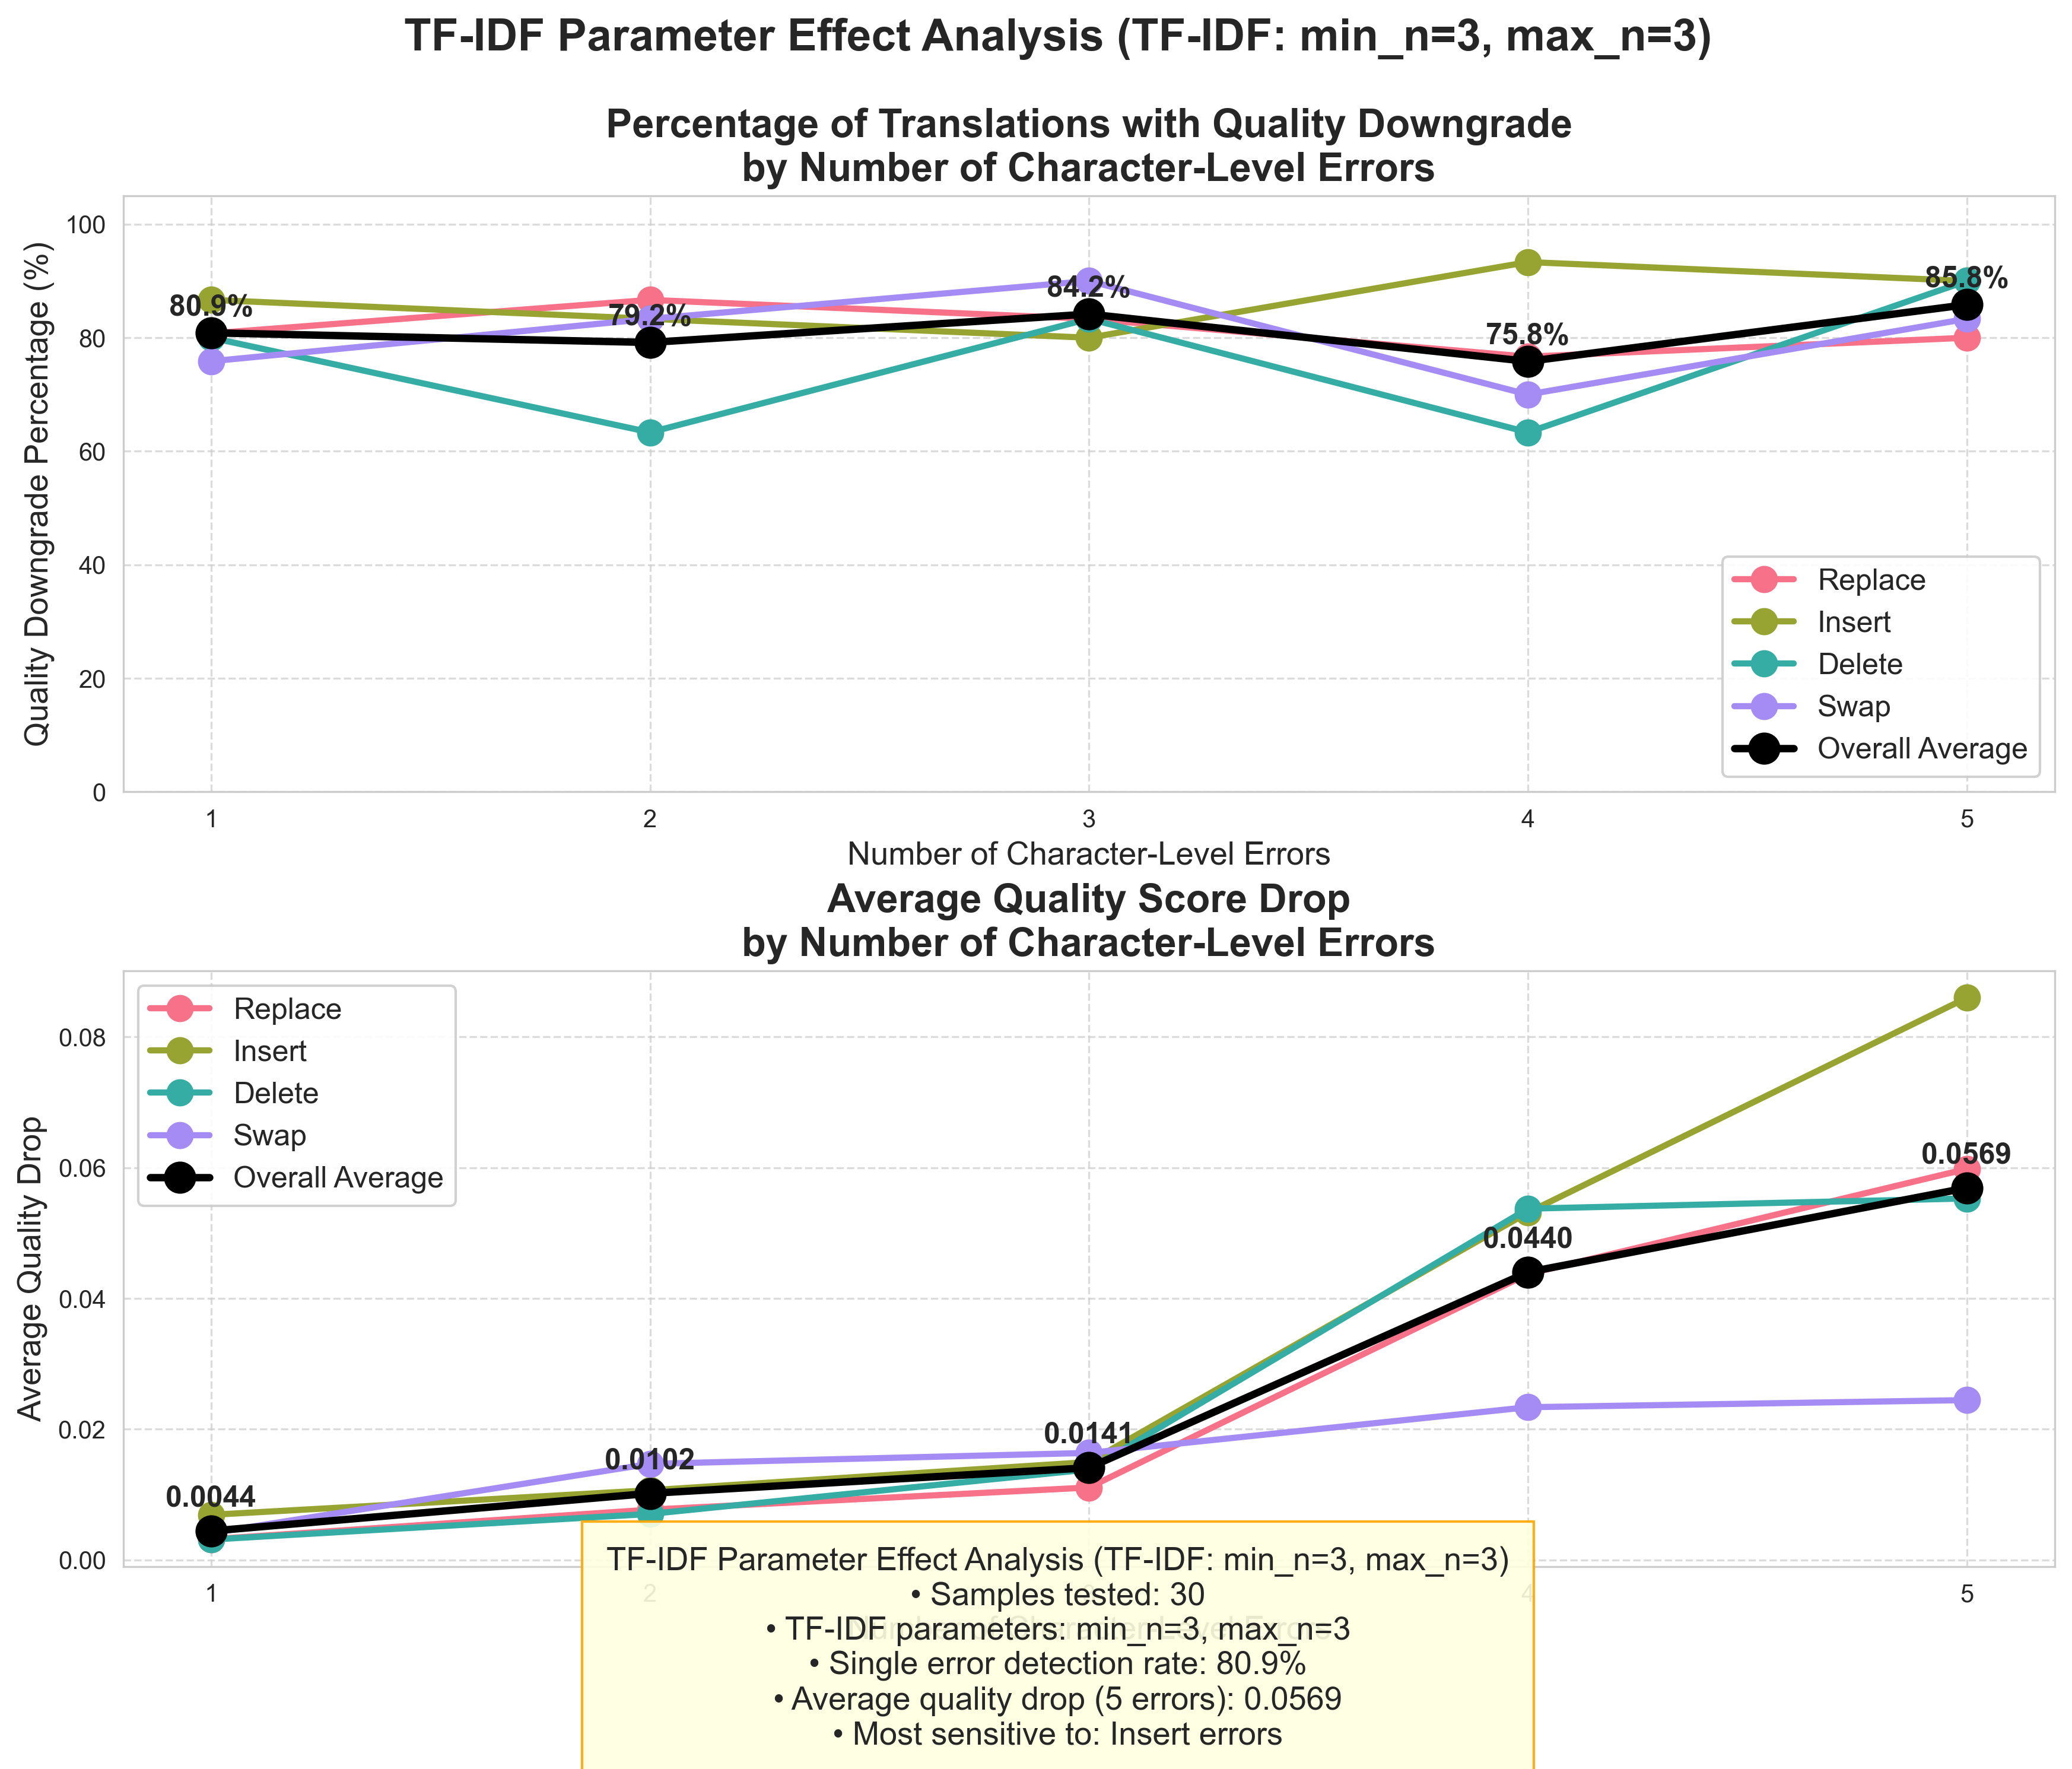 TF-IDF Parameter Effect Analysis (TF-IDF: min_n=3, max_n=3)
Percentage of Translations with Quality Downgrade
by Number of Character-Level Errors
Quality Downgrade Percentage (%)
100
80
60
40
20
0
80.9%
79.2%
84.2%
75.8%
85.8%
Replace
Insert
Delete
Swap
Overall Average
1
2
3
4
5
Number of Character-Level Errors
Average Quality Score Drop
by Number of Character-Level Errors
Average Quality Drop
0.08
0.06
0.04
0.02
0.00
Replace
Insert
Delete
Swap
Overall Average
0.0044
0.0102
0.0141
0.0440
0.0569
1
2
4
5
Number of Character-Level Errors
TF-IDF Parameter Effect Analysis (TF-IDF: min_n=3, max_n=3)
• Samples tested: 30
• TF-IDF parameters: min_n=3, max_n=3
• Single error detection rate: 80.9%
• Average quality drop (5 errors): 0.0569
• Most sensitive to: Insert errors